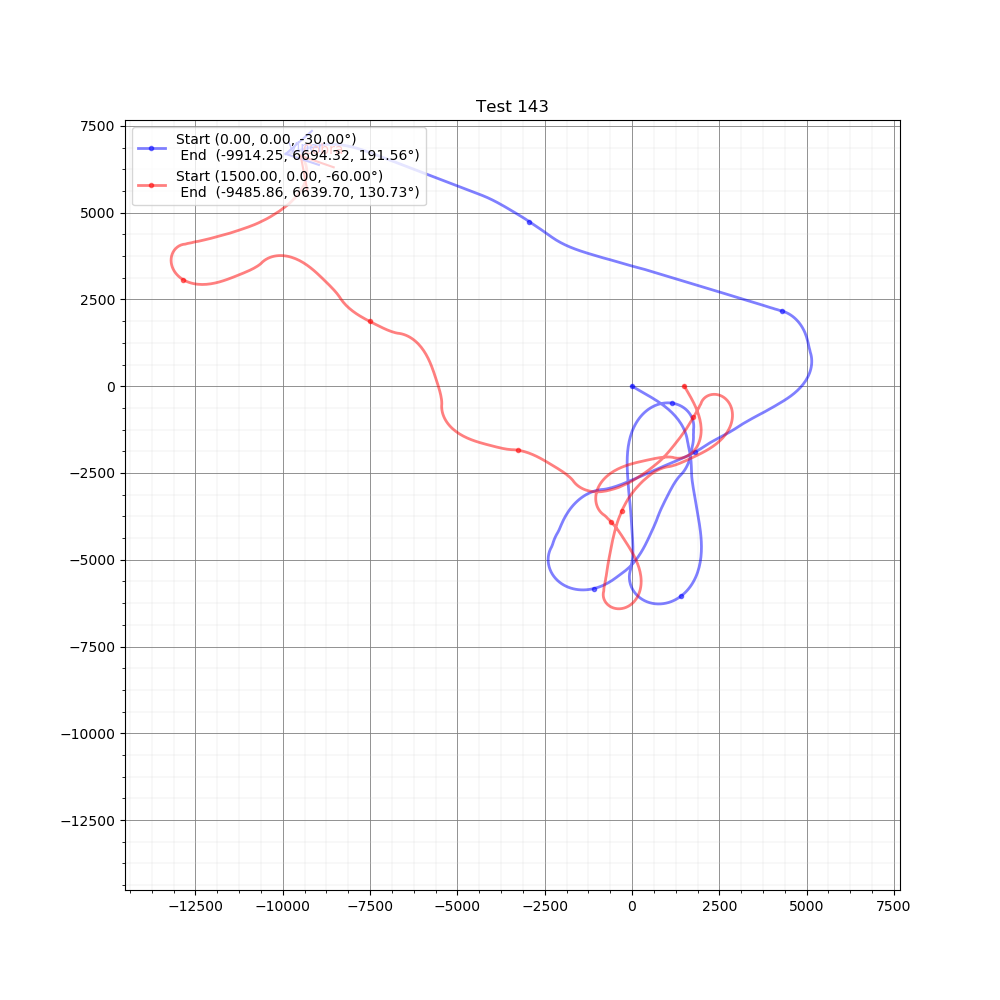 Test 143
Start (0.00, 0.00, -30.00°)
End  (-9914.25, 6694.32, 191.56°)
Start (1500.00, 0.00, -60.00°)
End  (-9485.86, 6639.70, 130.73°)
7500
5000
2500
0
−2500
−5000
−7500
−10000
−12500
−12500 −10000 −7500 −5000 −2500 0 2500 5000 7500